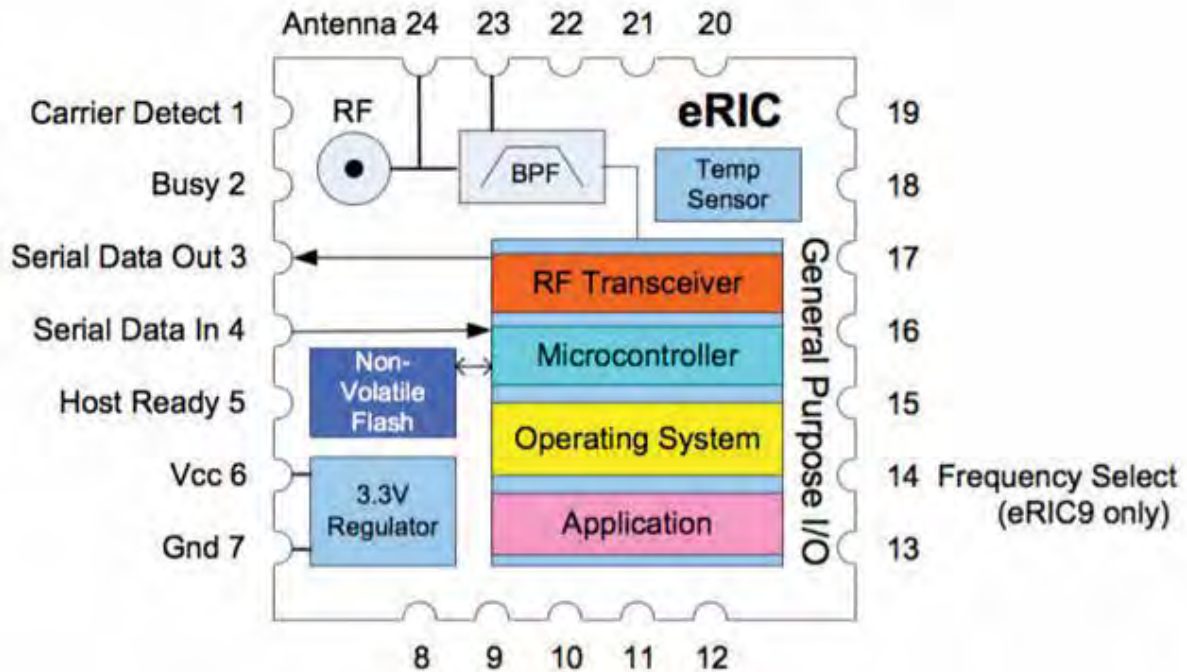 Antenna 24 23 22 21 20
Carrier Detect 1
Busy 2
Serial Data Out 3
Serial Data In 4
Host Ready 5
Vcc 6
Gnd 7
RF
BPF
eRIC
Temp
Sensor
RF Transceiver
Microcontroller
Operating System
Application
Non-
Volatile
Flash
3.3V
Regulator
General Purpose I/O
19
18
17
16
15
14 Frequency Select
(eRIC9 only)
13
8 9 10 11 12